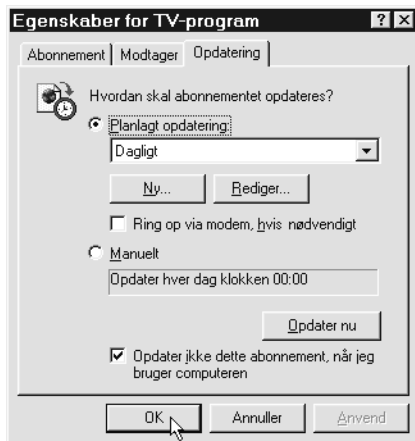 Egenskaber for TV-program
Abonnement Modtager Opdatering
Hvordan skal abonnementet opdateres?
Planlagt opdatering:
Dagligt
Ny... Rediger...
Ring op via modem, hvis nødvendigt
Manuelt
Opdater hver dag klokken 00:00
Opdater nu
Opdater ikke dette abonnement, når jeg
bruger computeren
OK Annuller Anvend